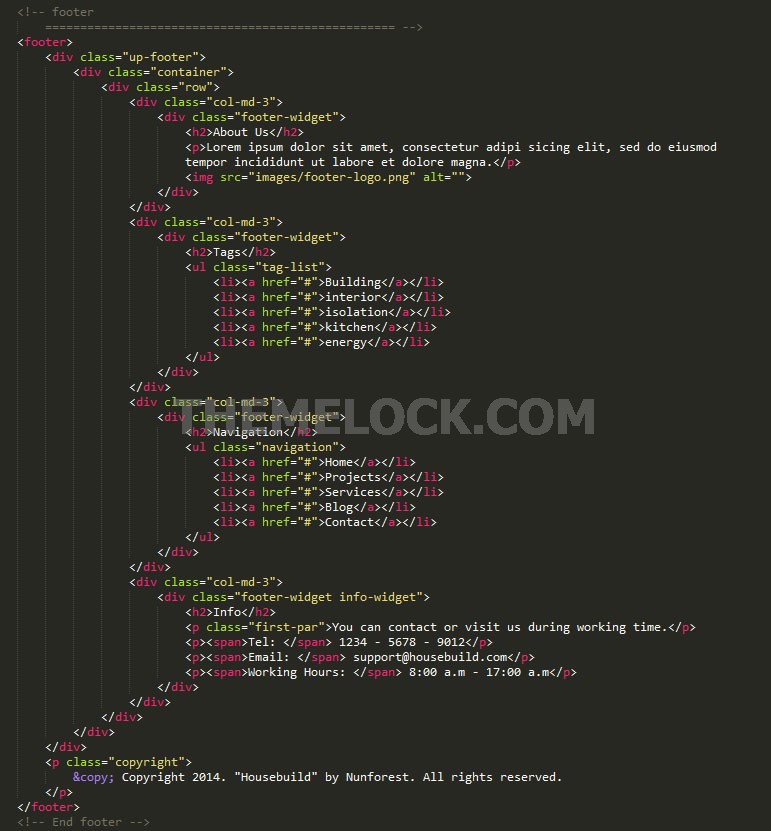 <!-- footer
================================================== -->
<footer>
<div class="up-footer">
<div class="container">
<div class="row">
<div class="col-md-3">
<div class="footer-widget">
<h2>About Us</h2>
<p>Lorem ipsum dolor sit amet, consectetur adipi sicing elit, sed do eiusmod
tempor incididunt ut labore et dolore magna.</p>
<img src="images/footer-logo.png" alt="">
</div>
</div>
<div class="col-md-3">
<div class="footer-widget">
<h2>Tags</h2>
<ul class="tag-list">
<li><a href="#">Building</a></li>
<li><a href="#">interior</a></li>
<li><a href="#">isolation</a></li>
<li><a href="#">kitchen</a></li>
<li><a href="#">energy</a></li>
</ul>
</div>
</div>
<div class="col-md-3">
<div class="footer-widget">
THEMELOCK.COM
<h2>Navigation</h2>
<ul class="navigation">
<li><a href="#">Home</a></li>
<li><a href="#">Projects</a></li>
<li><a href="#">Services</a></li>
<li><a href="#">Blog</a></li>
<li><a href="#">Contact</a></li>
</ul>
</div>
</div>
<div class="col-md-3">
<div class="footer-widget info-widget">
<h2>Info</h2>
<p class="first-par">You can contact or visit us during working time.</p>
<p><span>Tel: </span> 1234 - 5678 - 9012</p>
<p><span>Email: </span> support@housebuild.com</p>
<p><span>Working Hours: </span> 8:00 a.m - 17:00 a.m</p>
</div>
</div>
</div>
</div>
</div>
<p class="copyright">
&copy; Copyright 2014. "Housebuild" by Nunforest. All rights reserved.
</p>
</footer>
<!-- End footer -->